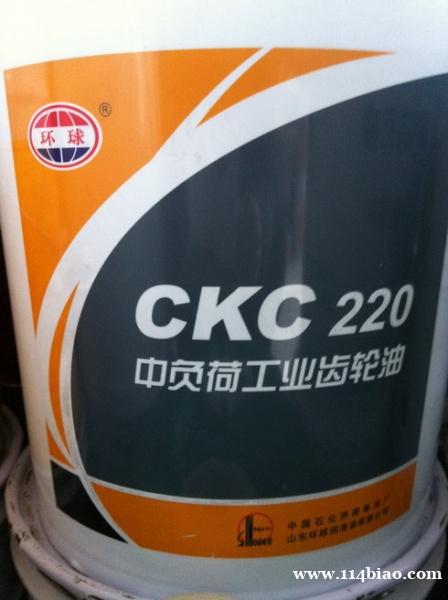 环球
®
CKC 220
中负荷工业齿轮油
Sinopec
中国石化济南炼油厂
山东环球润滑油有限公司
www.114biao.com